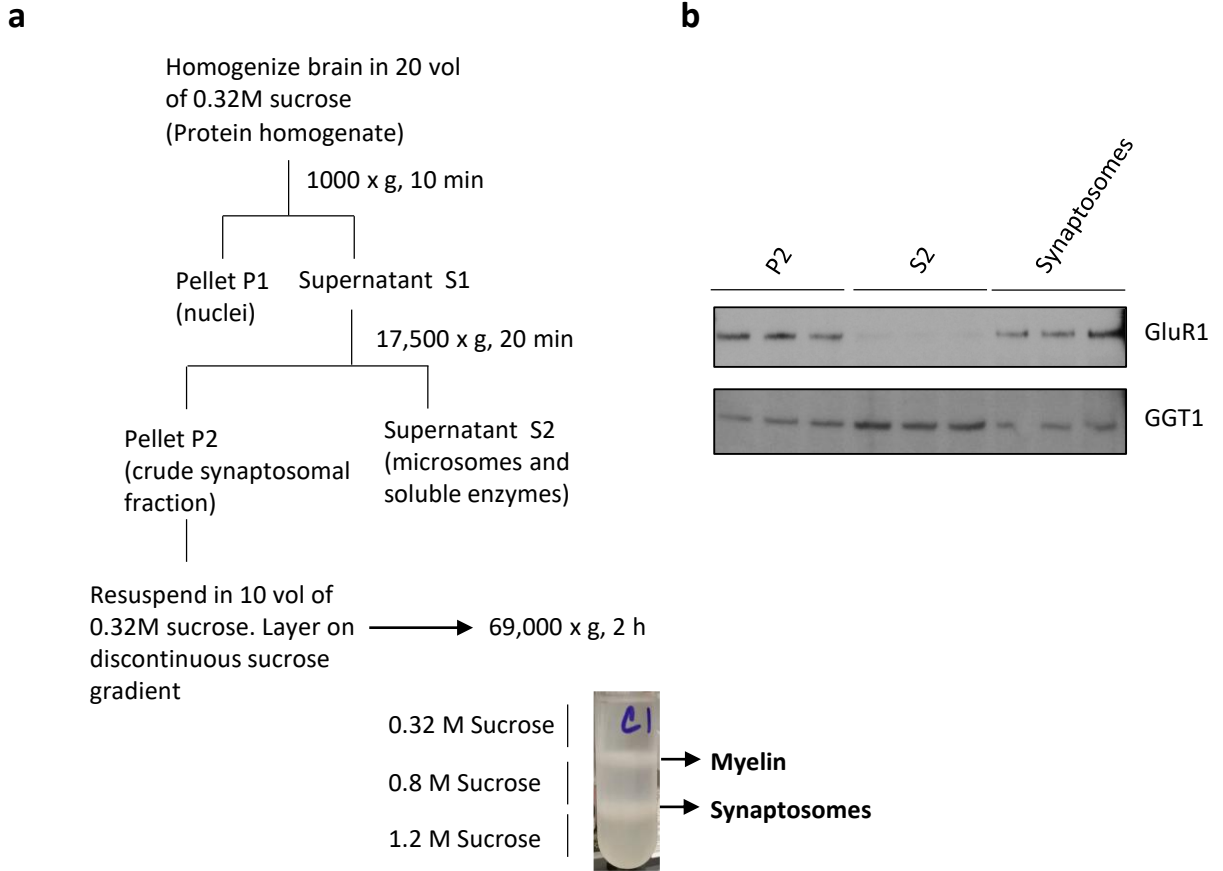 a
Homogenize brain in 20 vol
of 0.32M sucrose
(Protein homogenate)
1000 x g, 10 min
Pellet P1
(nuclei)
Supernatant S1
17,500 x g, 20 min
Pellet P2
(crude synaptosomal
fraction)
Supernatant S2
(microsomes and
soluble enzymes)
Resuspend in 10 vol of
0.32M sucrose. Layer on
discontinuous sucrose
gradient
69,000 x g, 2 h
0.32 M Sucrose
0.8 M Sucrose
1.2 M Sucrose
C1
Myelin
Synaptosomes
b
P2
S2
Synaptosomes
GluR1
GGT1